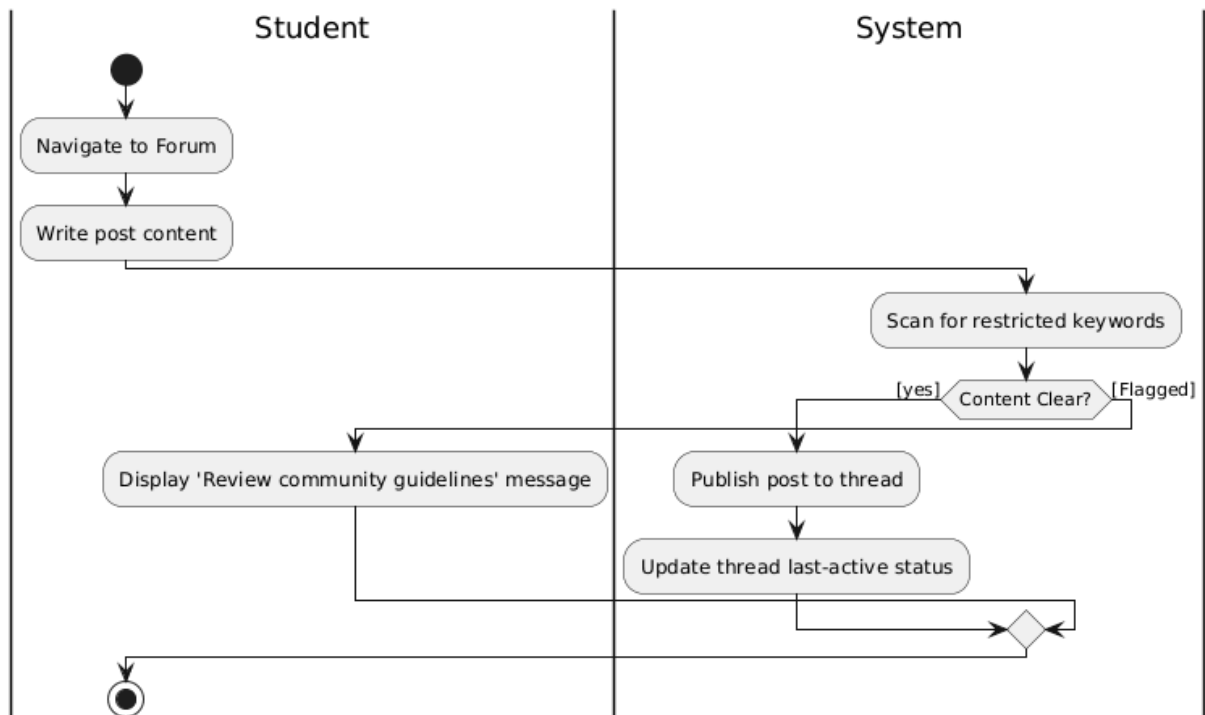 Student
System
Navigate to Forum
Write post content
Scan for restricted keywords
[yes]
Content Clear?
[Flagged]
Display 'Review community guidelines' message
Publish post to thread
Update thread last-active status